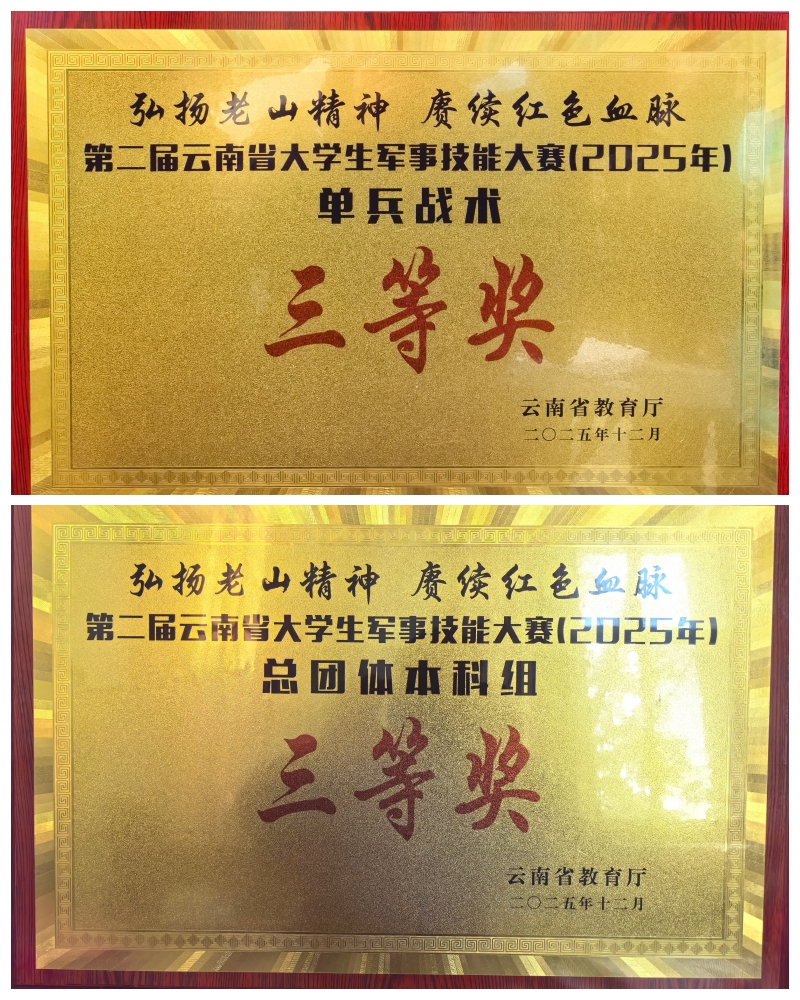 弘扬老山精神 赓续红色血脉
第二届云南省大学生军事技能大赛(2025年)
单兵战术
三等奖
云南省教育厅
二〇二五年十二月
弘扬老山精神 赓续红色血脉
第二届云南省大学生军事技能大赛(2025年)
总团体本科组
三等奖
云南省教育厅
二〇二五年十二月